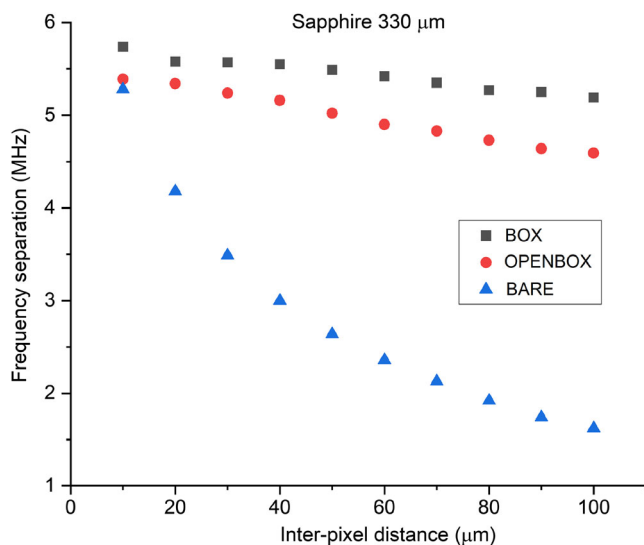 Sapphire 330 μm
Frequency separation (MHz)
6
5
4
3
2
1
BOX
OPENBOX
BARE
0 20 40 60 80 100
Inter-pixel distance (μm)